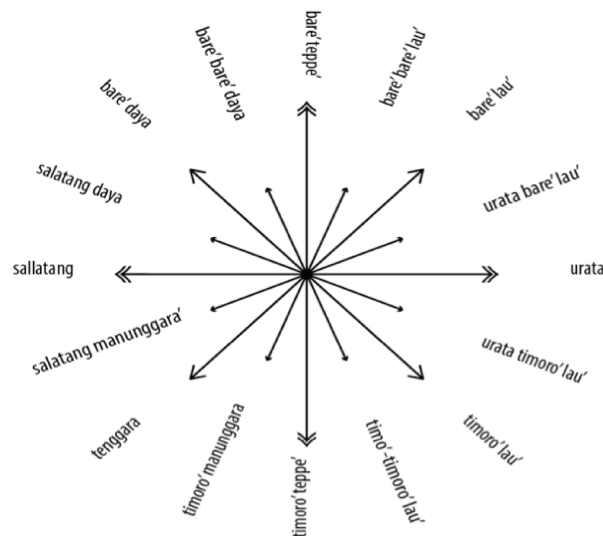 bare' teppe'
bare' bare' lau'
bare' lau'
urata bare' lau'
urata
urata timoro' lau'
timoro' lau'
timo'-timoro' lau'
timoro' teppe'
timoro' manunggara
tenggara
salatang manunggara'
sallatang
salatang daya
bare' daya
bare' bare' daya